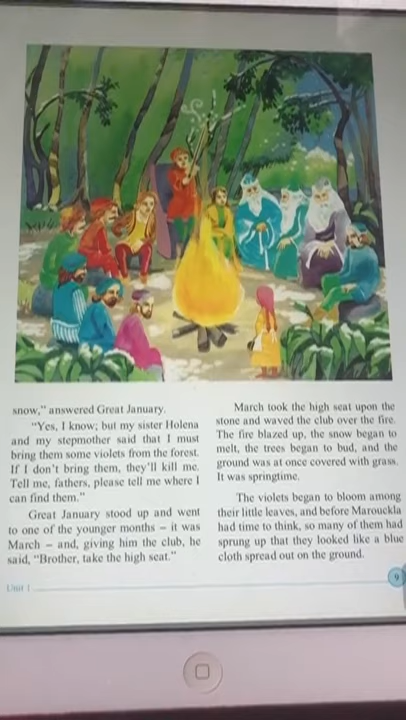 snow,” answered Great January.
“Yes, I know; but my sister Holena
and my stepmother said that I must
bring them some violets from the forest.
If I don’t bring them, they’ll kill me.
Tell me, fathers, please tell me where I
can find them.”
Great January stood up and went
to one of the younger months – it was
March – and, giving him the club, he
said, “Brother, take the high seat.”
March took the high seat upon the
stone and waved the club over the fire.
The fire blazed up, the snow began to
melt, the trees began to bud, and the
ground was at once covered with grass.
It was springtime.
The violets began to bloom among
their little leaves, and before Marouckla
had time to think, so many of them had
sprung up that they looked like a blue
cloth spread out on the ground.
Unit 1
9